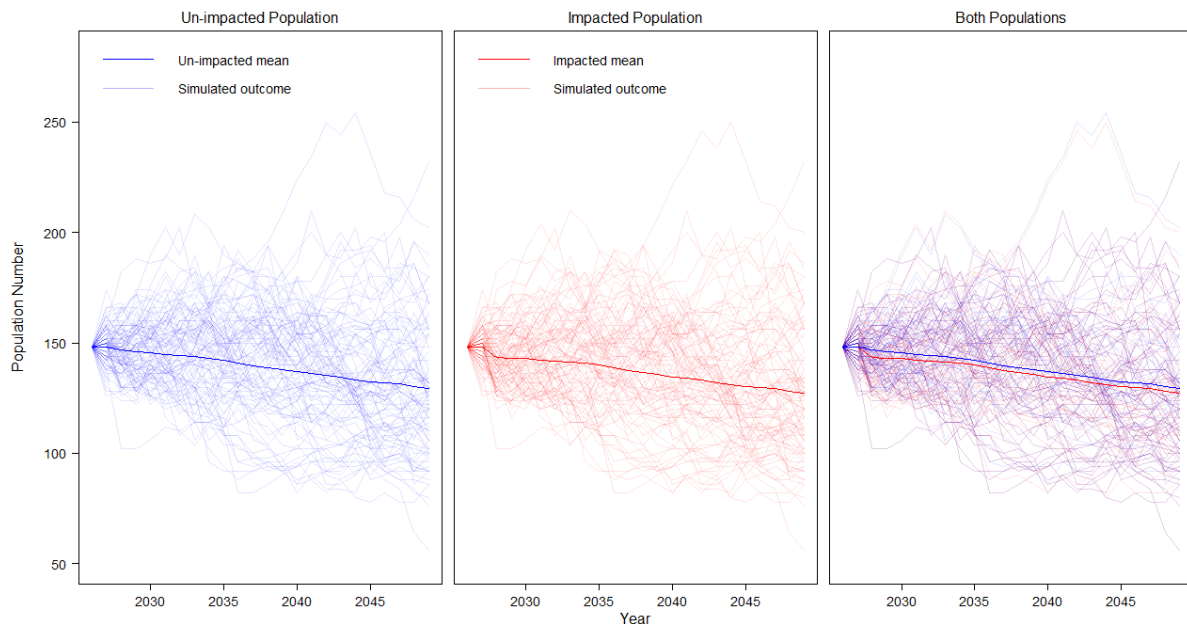 Un-impacted Population
Impacted Population
Both Populations
Un-impacted mean
Simulated outcome
Impacted mean
Simulated outcome
Population Number
250
200
150
100
50
2030 2035 2040 2045
2030 2035 2040 2045
2030 2035 2040 2045
Year